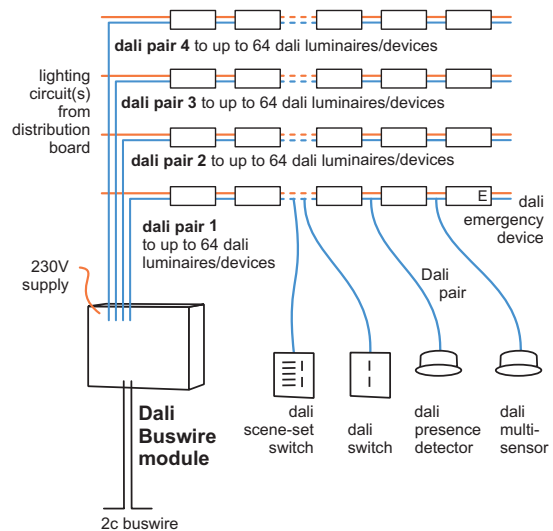 dali pair 4 to up to 64 dali luminaires/devices
lighting
circuit(s)
from
distribution
board
dali pair 3 to up to 64 dali luminaires/devices
dali pair 2 to up to 64 dali luminaires/devices
E
dali
emergency
device
dali pair 1
to up to 64 dali
luminaires/devices
230V
supply
Dali
pair
Dali
Buswire
module
dali
scene-set
switch
dali
switch
dali
presence
detector
dali
multi-
sensor
2c buswire